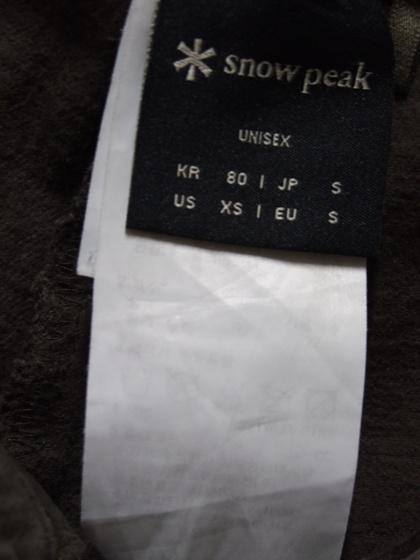 snow peak
UNISEX
KR 80 | JP S
US XS | EU S